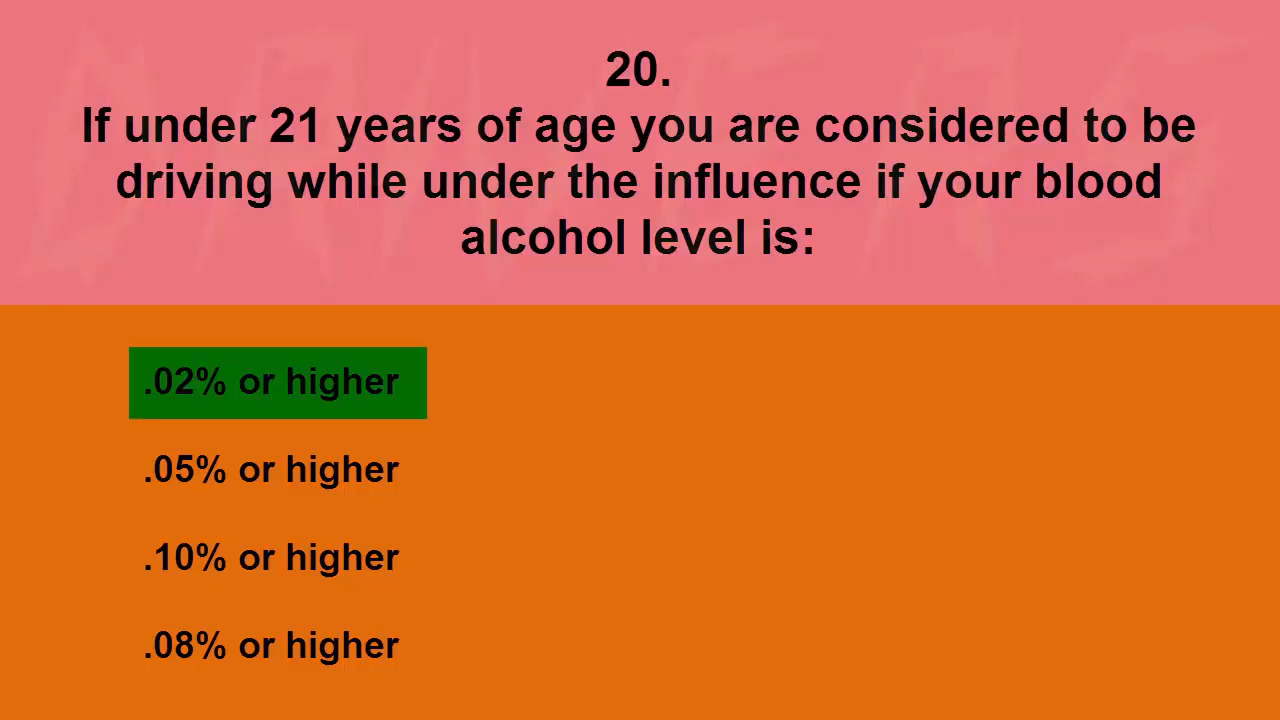 20.
If under 21 years of age you are considered to be
driving while under the influence if your blood
alcohol level is:
.02% or higher
.05% or higher
.10% or higher
.08% or higher